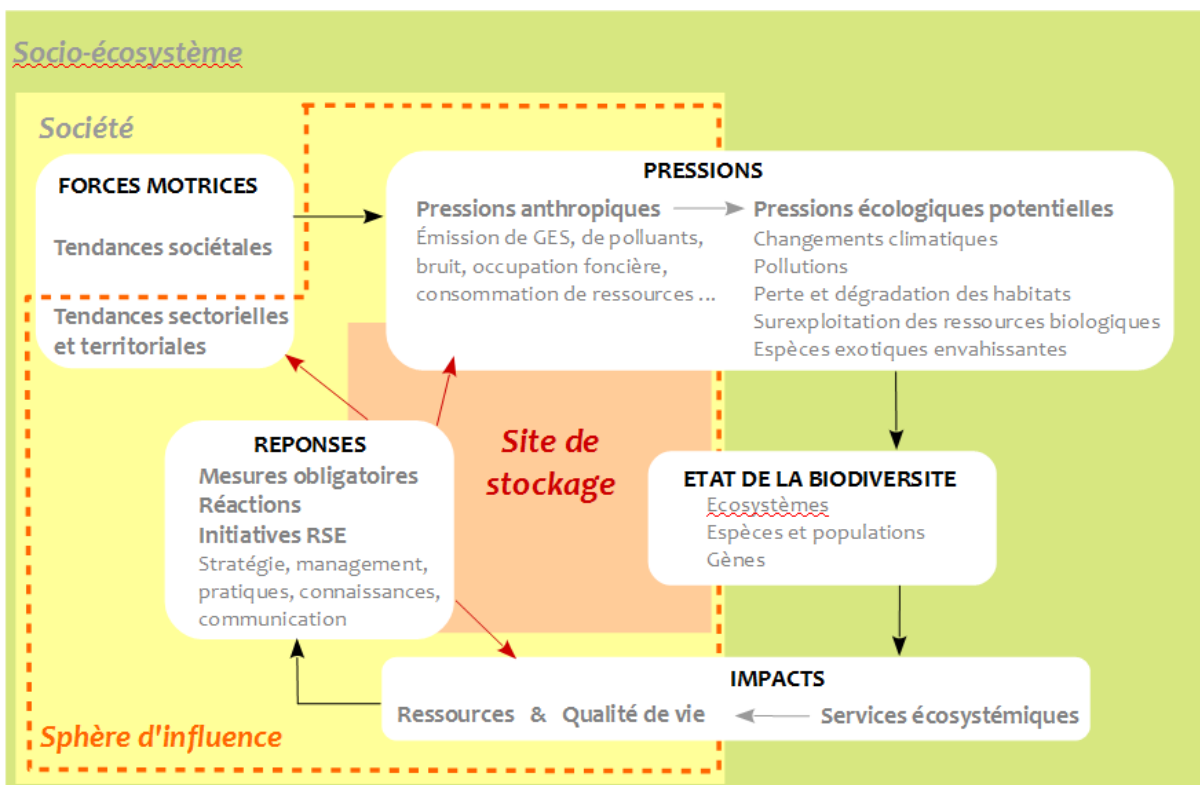 Socio-écosystème
Société
FORCES MOTRICES
Tendances sociétales
Tendances sectorielles
et territoriales
PRESSIONS
Pressions anthropiques
Émission de GES, de polluants,
bruit, occupation foncière,
consommation de ressources ...
Pressions écologiques potentielles
Changements climatiques
Pollutions
Perte et dégradation des habitats
Surexploitation des ressources biologiques
Espèces exotiques envahissantes
REPONSES
Mesures obligatoires
Réactions
Initiatives RSE
Stratégie, management,
pratiques, connaissances,
communication
Site de
stockage
ETAT DE LA BIODIVERSITE
Ecosystèmes
Espèces et populations
Gènes
IMPACTS
Ressources & Qualité de vie
Services écosystémiques
Sphère d'influence